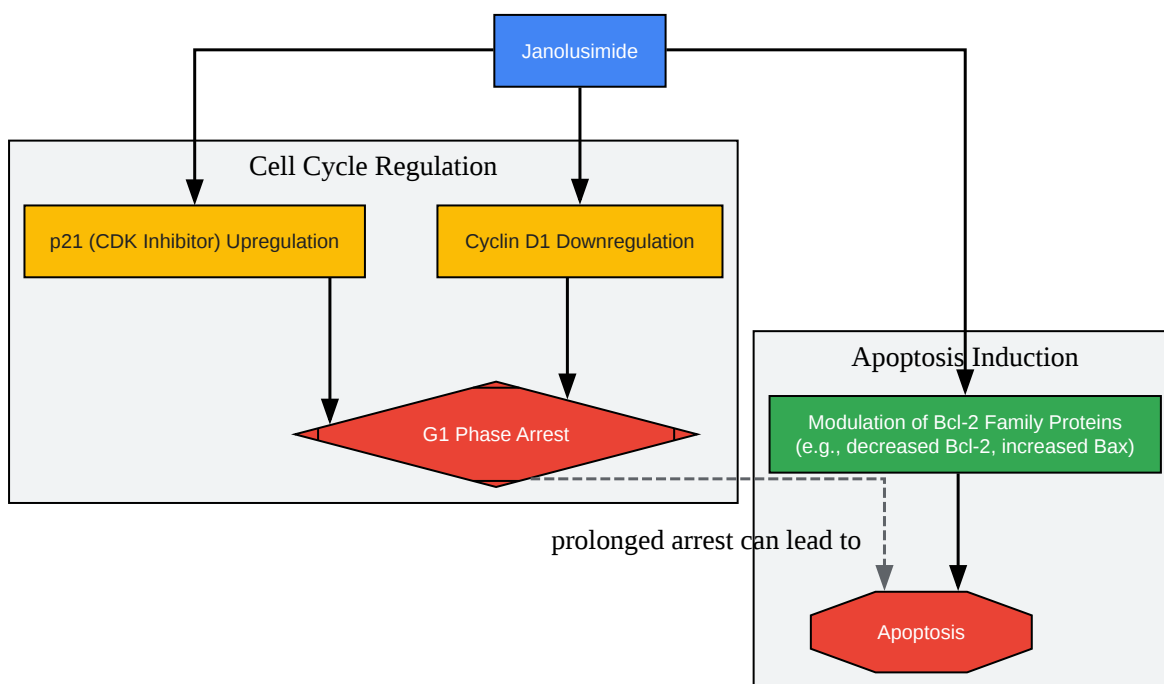 Janolusimide
Cell Cycle Regulation
p21 (CDK Inhibitor) Upregulation
Cyclin D1 Downregulation
G1 Phase Arrest
Apoptosis Induction
Modulation of Bcl-2 Family Proteins
(e.g., decreased Bcl-2, increased Bax)
prolonged arrest can lead to
Apoptosis